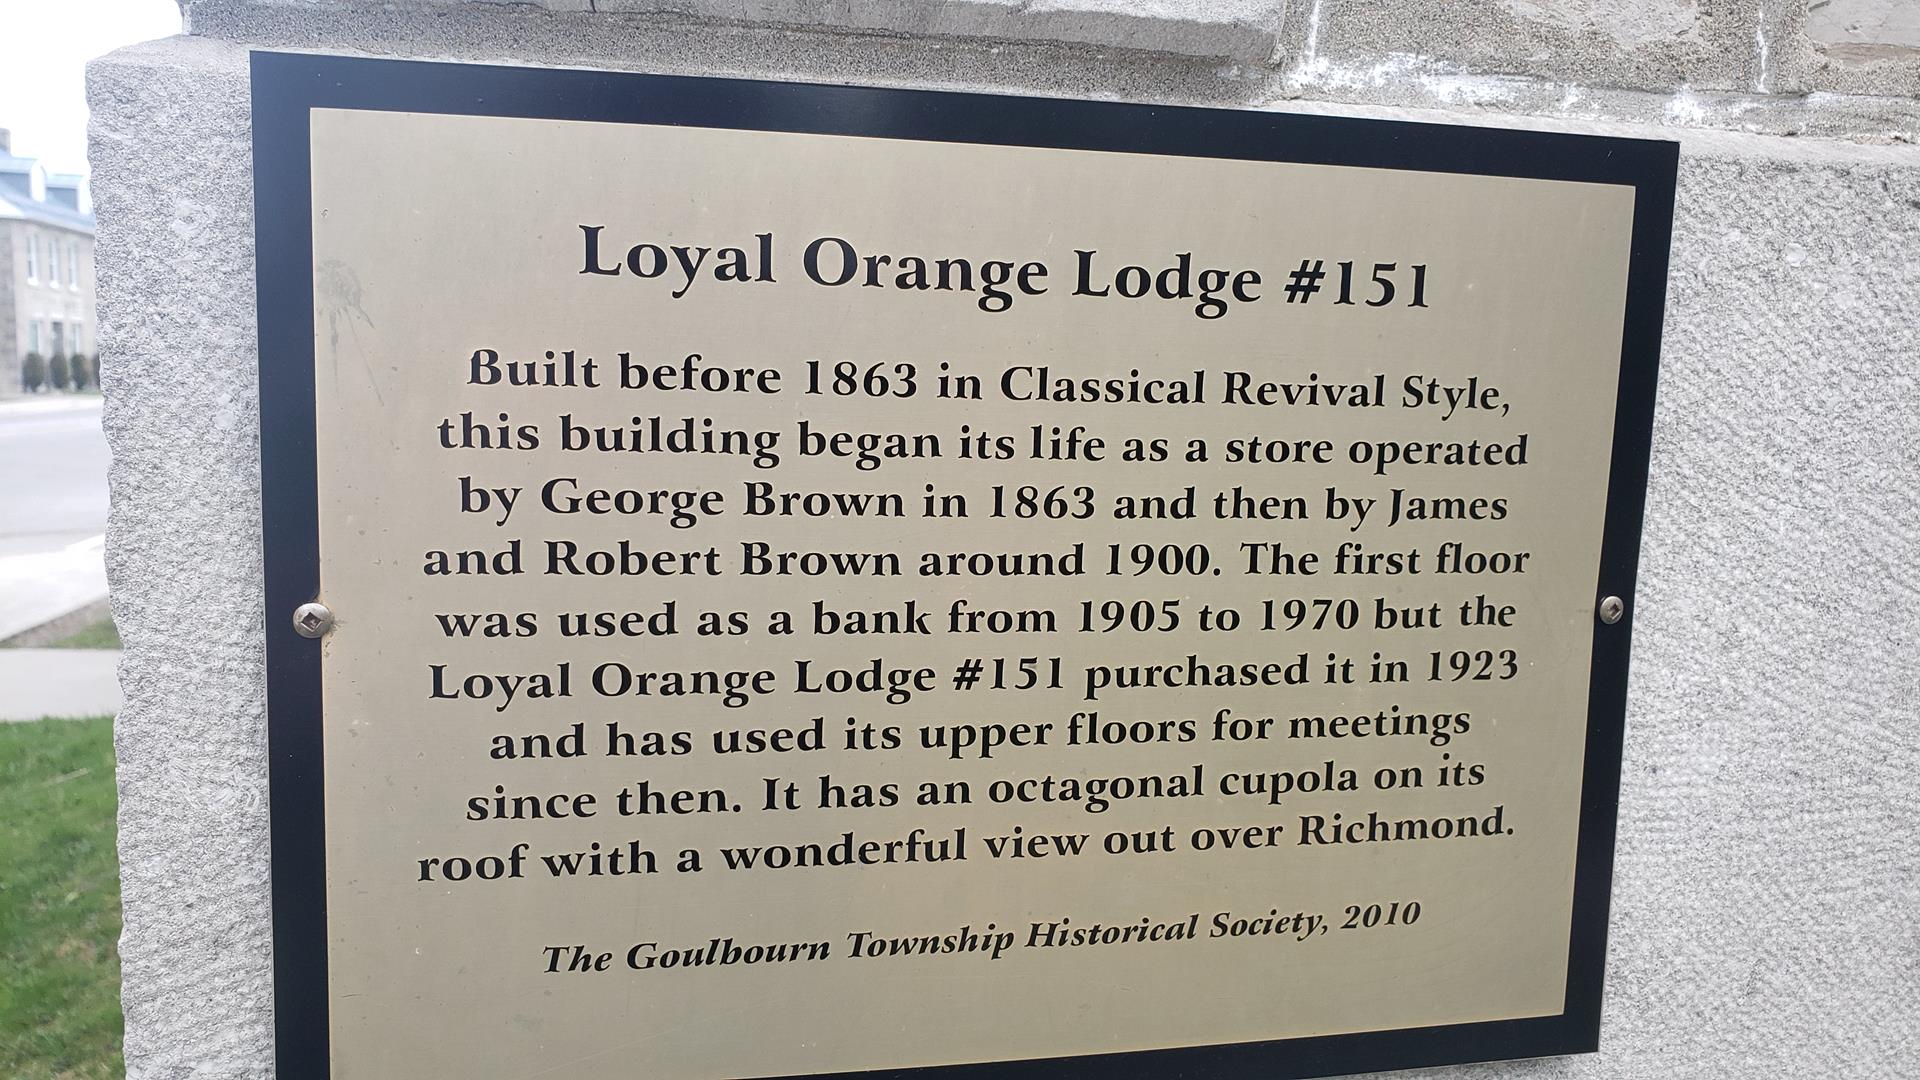 Loyal Orange Lodge #151
Built before 1863 in Classical Revival Style,
this building began its life as a store operated
by George Brown in 1863 and then by James
and Robert Brown around 1900. The first floor
was used as a bank from 1905 to 1970 but the
Loyal Orange Lodge #151 purchased it in 1923
and has used its upper floors for meetings
since then. It has an octagonal cupola on its
roof with a wonderful view out over Richmond.
The Goulbourn Township Historical Society, 2010